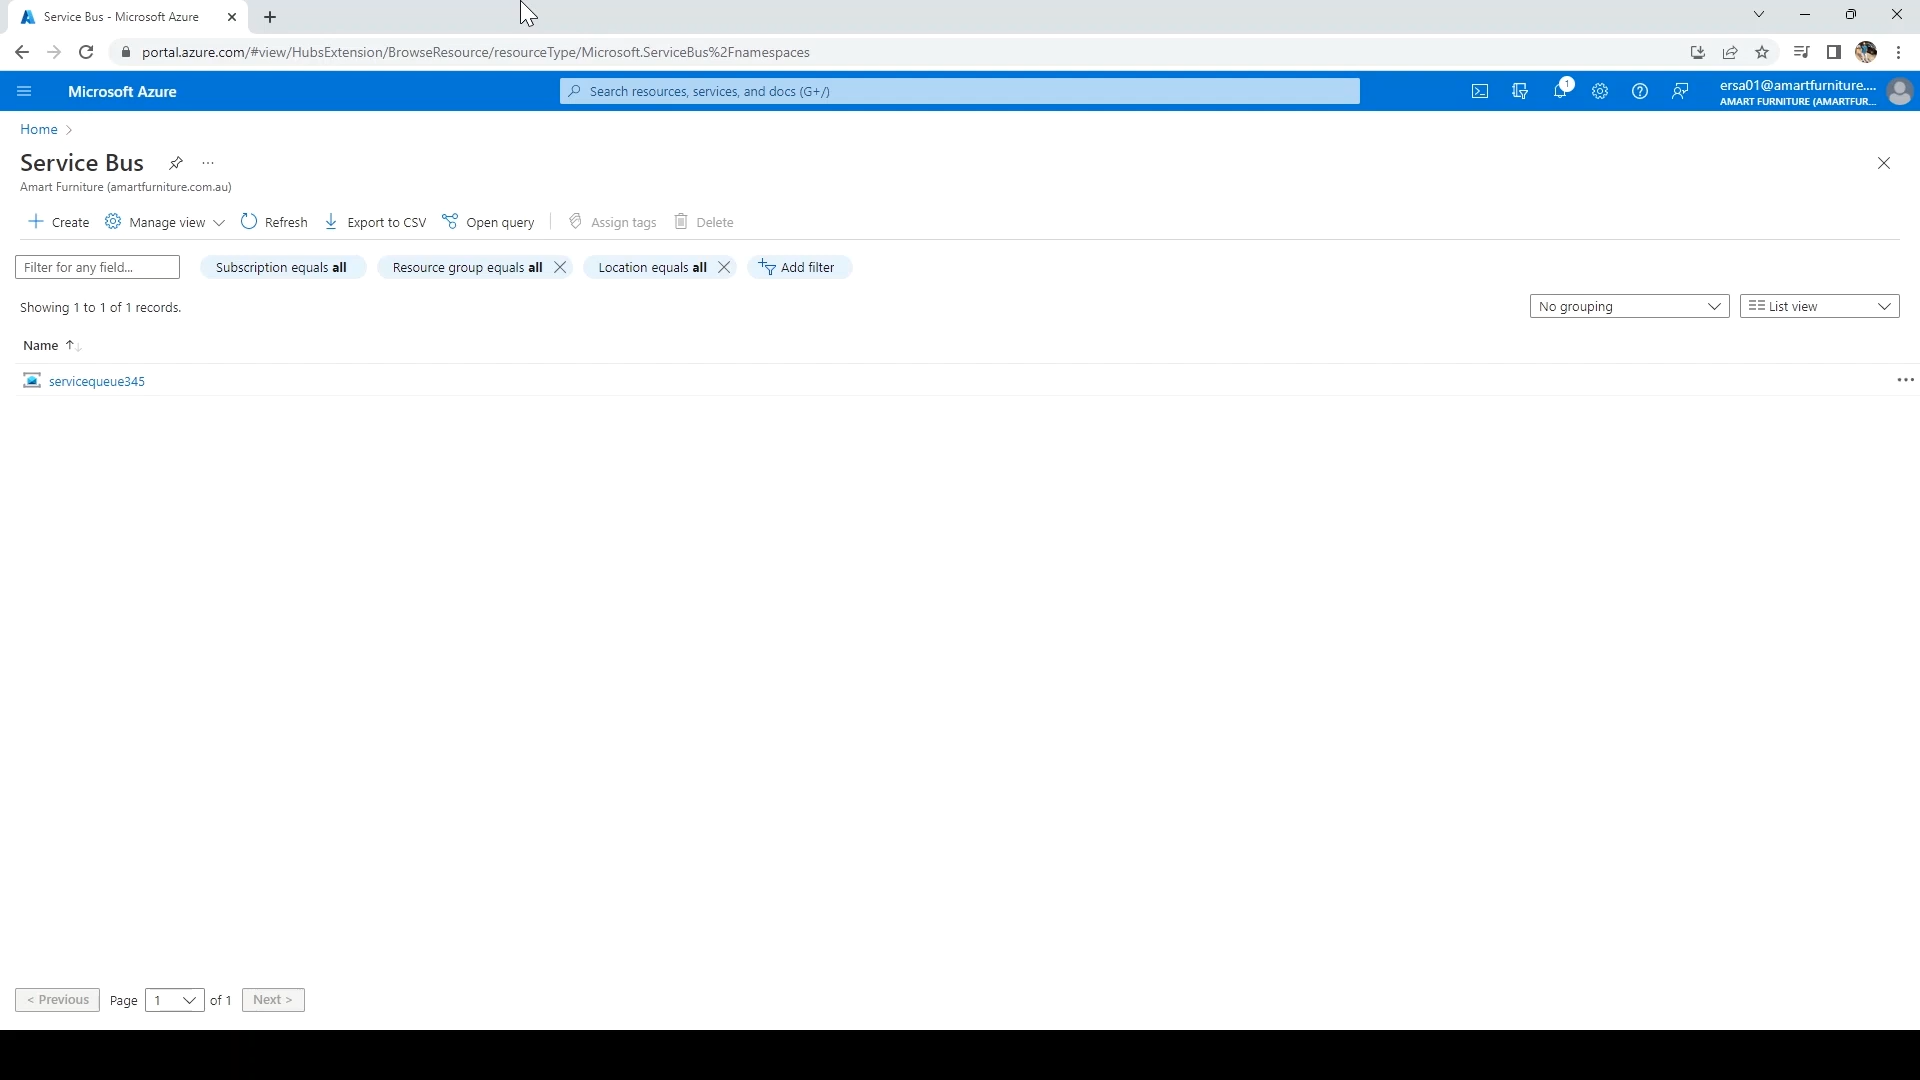 Service Bus - Microsoft Azure
portal.azure.com/#view/HubsExtension/BrowseResource/resourceType/Microsoft.ServiceBus%2Fnamespaces
Microsoft Azure
Search resources, services, and docs (G+/)
1
ersa01@amartfurniture....
AMART FURNITURE (AMARTFUR...
Home
Service Bus
Amart Furniture (amartfurniture.com.au)
Create
Manage view
Refresh
Export to CSV
Open query
Assign tags
Delete
Filter for any field...
Subscription equals all
Resource group equals all
Location equals all
Add filter
Showing 1 to 1 of 1 records.
No grouping
List view
Name
servicequeue345
< Previous
Page 1 of 1
Next >